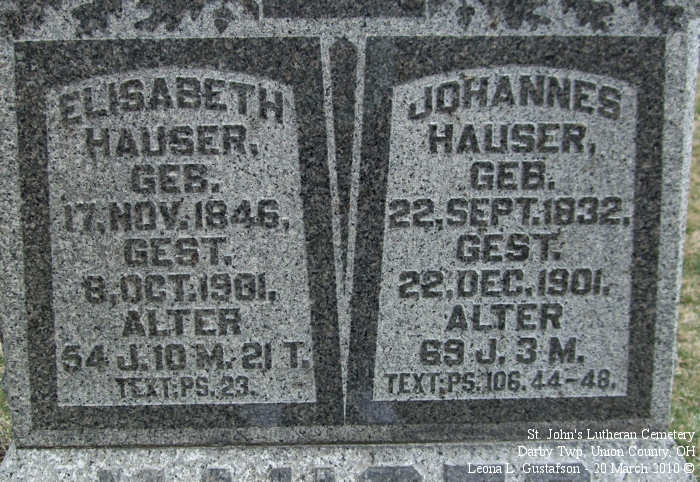 ELISABETH
HAUSER,
GEB.
17, NOV. 1846,
GEST.
8, OCT. 1901.
ALTER
54 J. 10 M. 21 T.
TEXT; PS. 23.
JOHANNES
HAUSER,
GEB.
22, SEPT. 1832,
GEST.
22, DEC. 1901.
ALTER
69 J. 3 M.
TEXT; PS. 106. 44-48.
St. John's Lutheran Cemetery
Darby Twp, Union County, OH
Leona L. Gustafson - 20 March 2010 ©